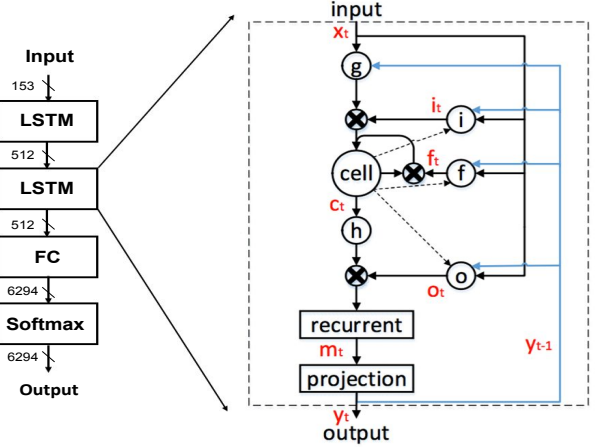 Input
153
LSTM
512
LSTM
512
FC
6294
Softmax
6294
Output
input
xt
g
it
i
ft
cell
f
ct
h
o
ot
recurrent
mt
yt-1
projection
yt
output